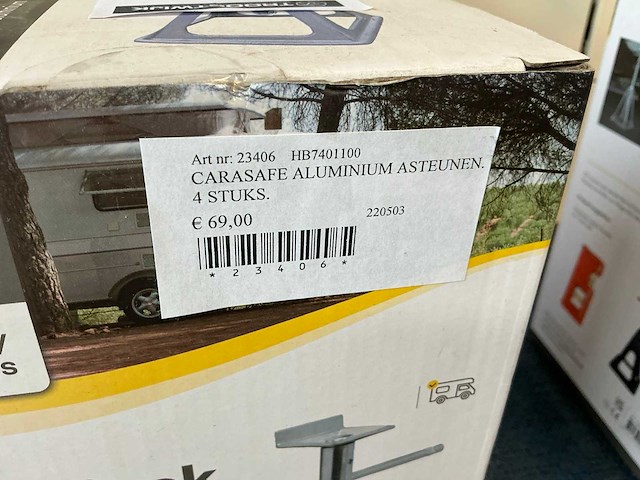 Art nr: 23406 HB7401100
CARASAFE ALUMINIUM ASTEUNEN.
4 STUKS.
€ 69,00
220503
* 2 3 4 0 6 *